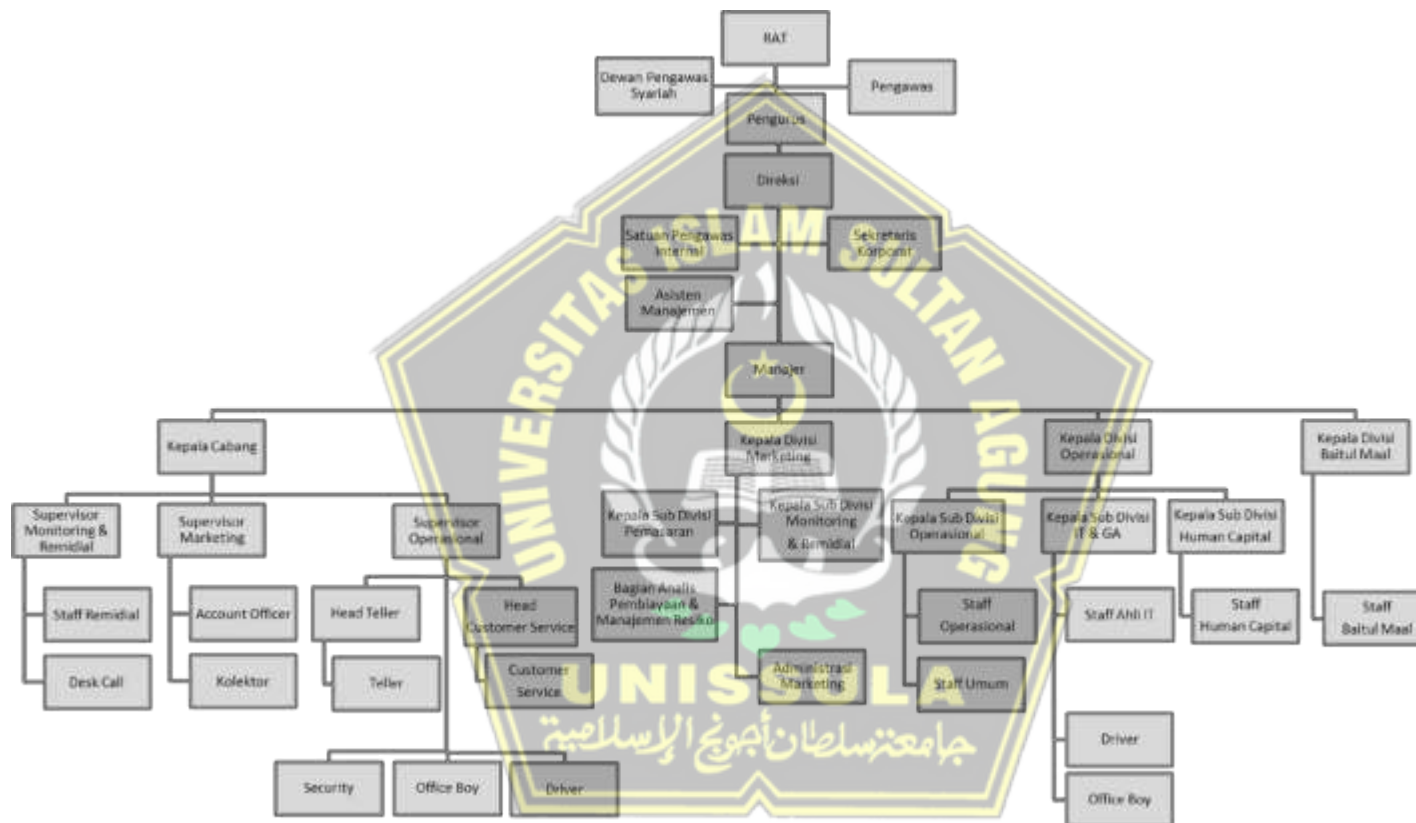 RAT
Dewan Pengawas
Syariah
Pengawas
Pengurus
Direksi
Satuan Pengawas
Internal
Sekretaris
Korporat
Asisten
Manajemen
Manajer
UNIVERSITAS ISLAM SULTAN AGUNG
Kepala Cabang
Kepala Divisi
Marketing
Kepala Divisi
Operasional
Kepala Divisi
Baitul Maal
Supervisor
Monitoring &
Remidial
Supervisor
Marketing
Supervisor
Operasional
Kepala Sub Divisi
Pemasaran
Kepala Sub Divisi
Monitoring
& Remidial
Kepala Sub Divisi
Operasional
Kepala Sub Divisi
IT & GA
Kepala Sub Divisi
Human Capital
Staff Remidial
Account Officer
Head Teller
Head
Customer Service
Bagian Analis
Pembiayaan &
Manajemen Resiko
Staff
Operasional
Staff Ahli IT
Staff
Human Capital
Staff
Baitul Maal
Desk Call
Kolektor
Teller
Customer
Service
Administrasi
Marketing
Staff Umum
UNISSULA
جامعة سلطان أجونج الإسلامية
Driver
Security
Office Boy
Driver
Office Boy